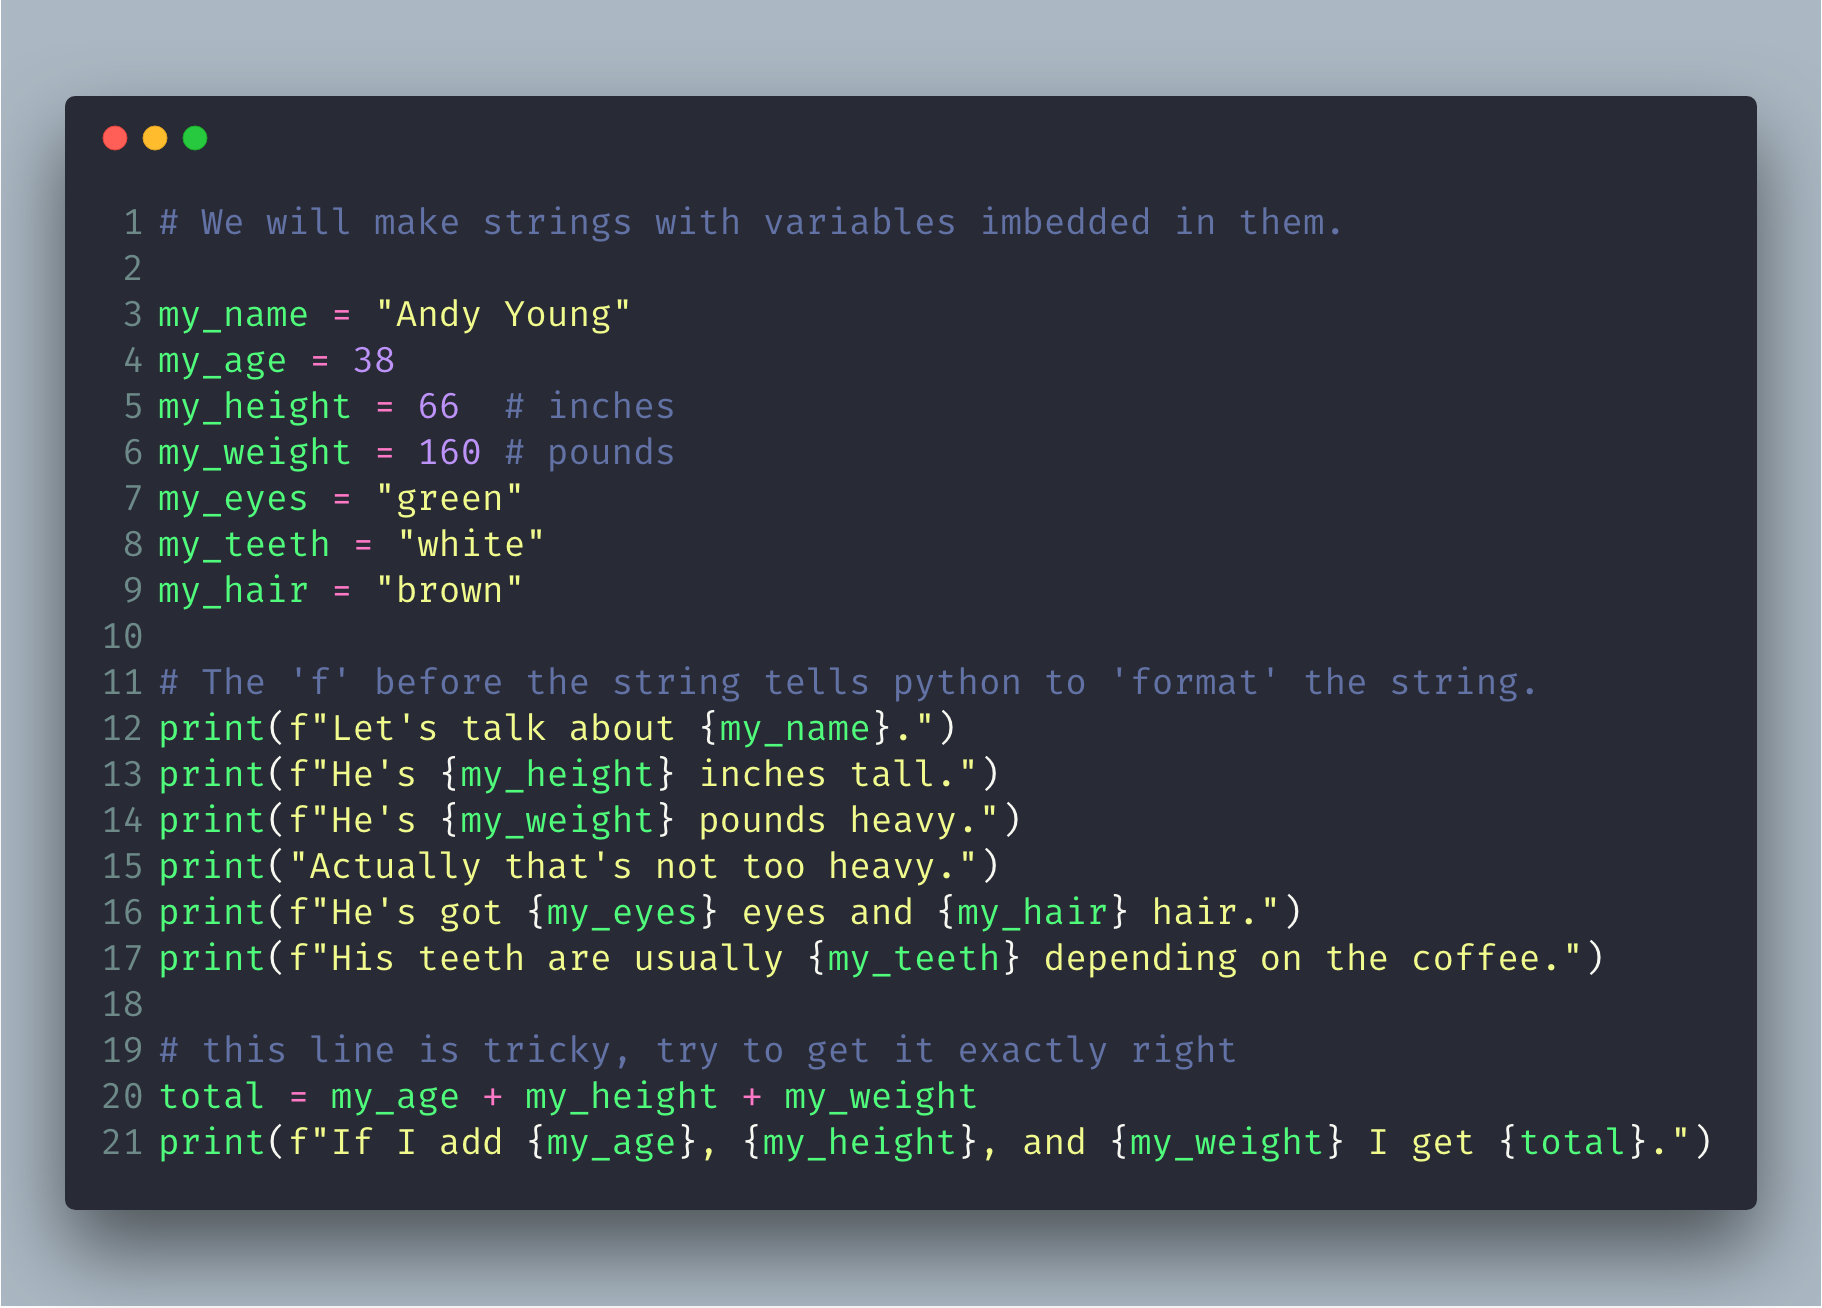 1 # We will make strings with variables imbedded in them.
2
3 my_name = "Andy Young"
4 my_age = 38
5 my_height = 66  # inches
6 my_weight = 160 # pounds
7 my_eyes = "green"
8 my_teeth = "white"
9 my_hair = "brown"
10
11 # The 'f' before the string tells python to 'format' the string.
12 print(f"Let's talk about {my_name}.")
13 print(f"He's {my_height} inches tall.")
14 print(f"He's {my_weight} pounds heavy.")
15 print("Actually that's not too heavy.")
16 print(f"He's got {my_eyes} eyes and {my_hair} hair.")
17 print(f"His teeth are usually {my_teeth} depending on the coffee.")
18
19 # this line is tricky, try to get it exactly right
20 total = my_age + my_height + my_weight
21 print(f"If I add {my_age}, {my_height}, and {my_weight} I get {total}.")